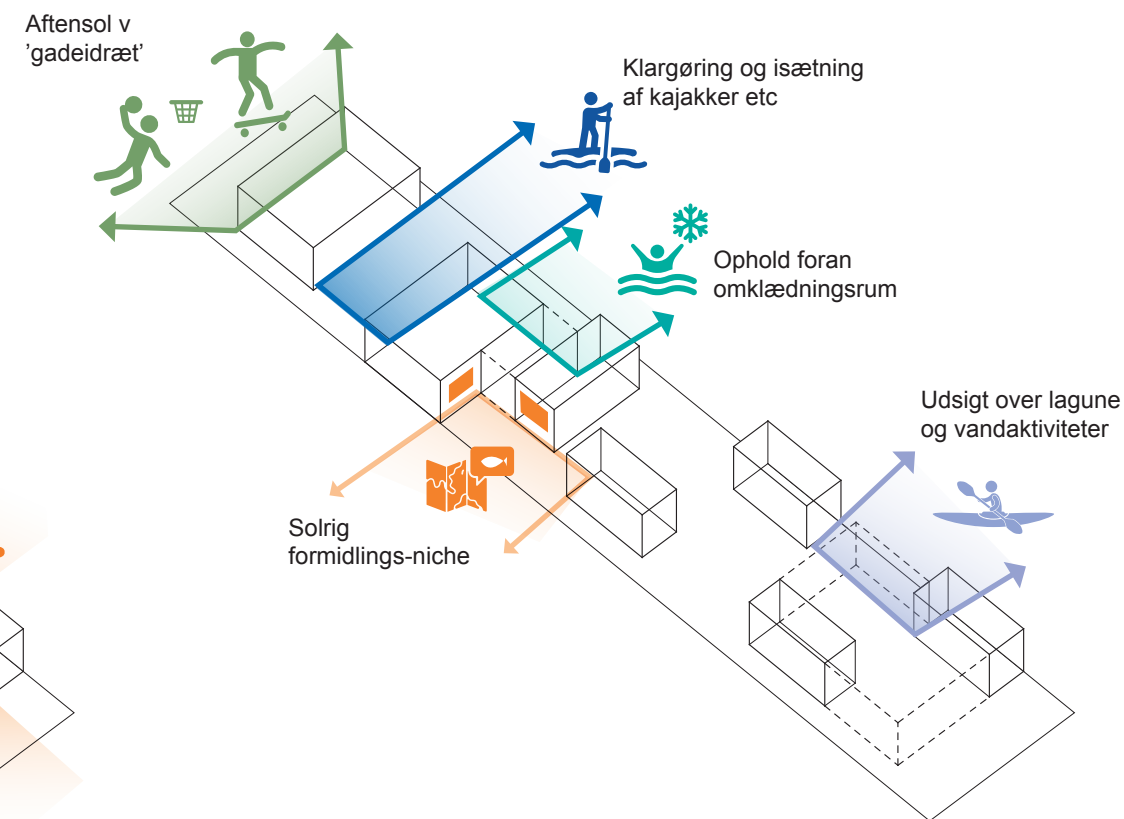 Aftensol v
’gadeidræt’
Klargøring og isætning
af kajakker etc
Ophold foran
omklædningsrum
Udsigt over lagune
og vandaktiviteter
Solrig
formidlings-niche